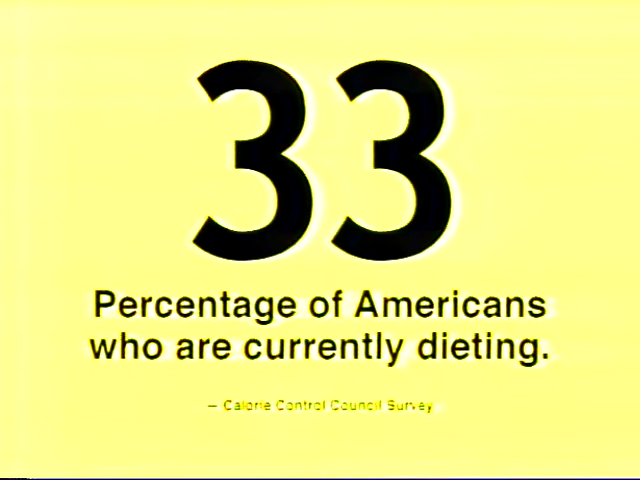 33
Percentage of Americans
who are currently dieting.
— Calorie Control Council Survey